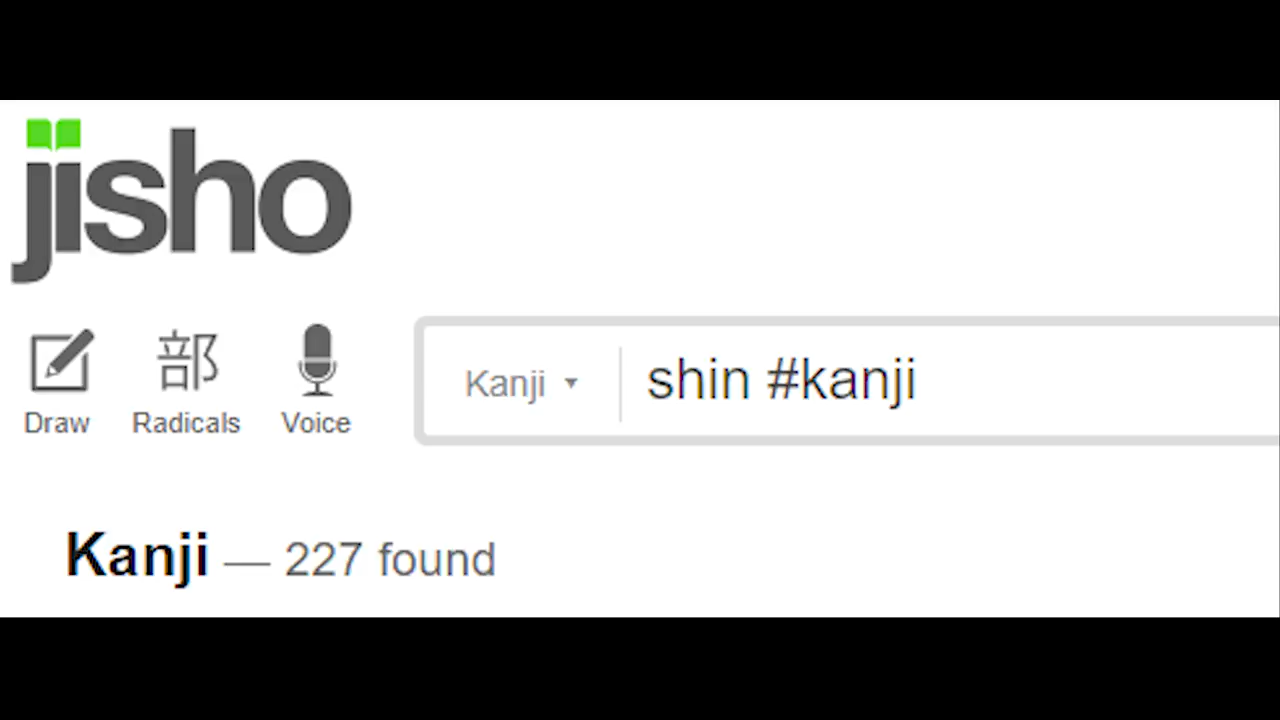 jisho
部
Draw Radicals Voice
Kanji ▼ shin #kanji
Kanji — 227 found